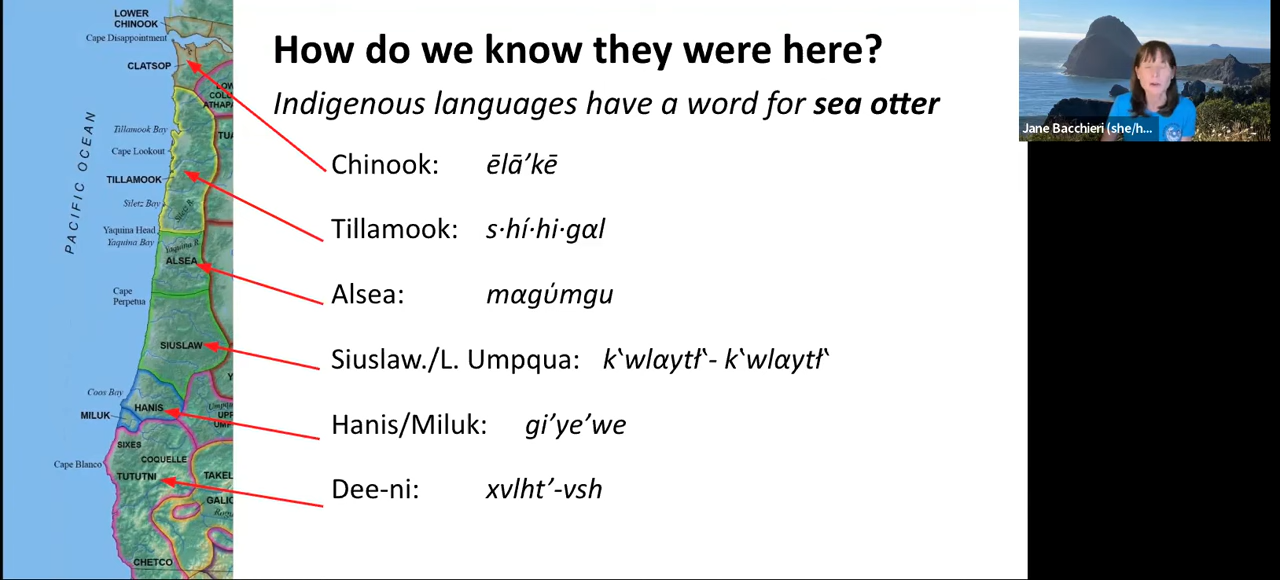 How do we know they were here?
Indigenous languages have a word for sea otter
Chinook: ēlā’kē
Tillamook: s·hí·hi·gαl
Alsea: mαgύmgu
Siuslaw./L. Umpqua: k‛wlαytł‛- k‛wlαytł‛
Hanis/Miluk: gi’ye’we
Dee-ni: xvlht’-vsh
LOWER
CHINOOK
Cape Disappointment
CLATSOP
PACIFIC OCEAN
Tillamook Bay
Cape Lookout
TILLAMOOK
Siletz Bay
Yaquina Head
Yaquina Bay
Yaquina R.
ALSEA
Cape
Perpetua
SIUSLAW
Coos Bay
HANIS
MILUK
SIXES
COQUELLE
Cape Blanco
TUTUTNI
CHETCO
Jane Bacchieri (she/h...